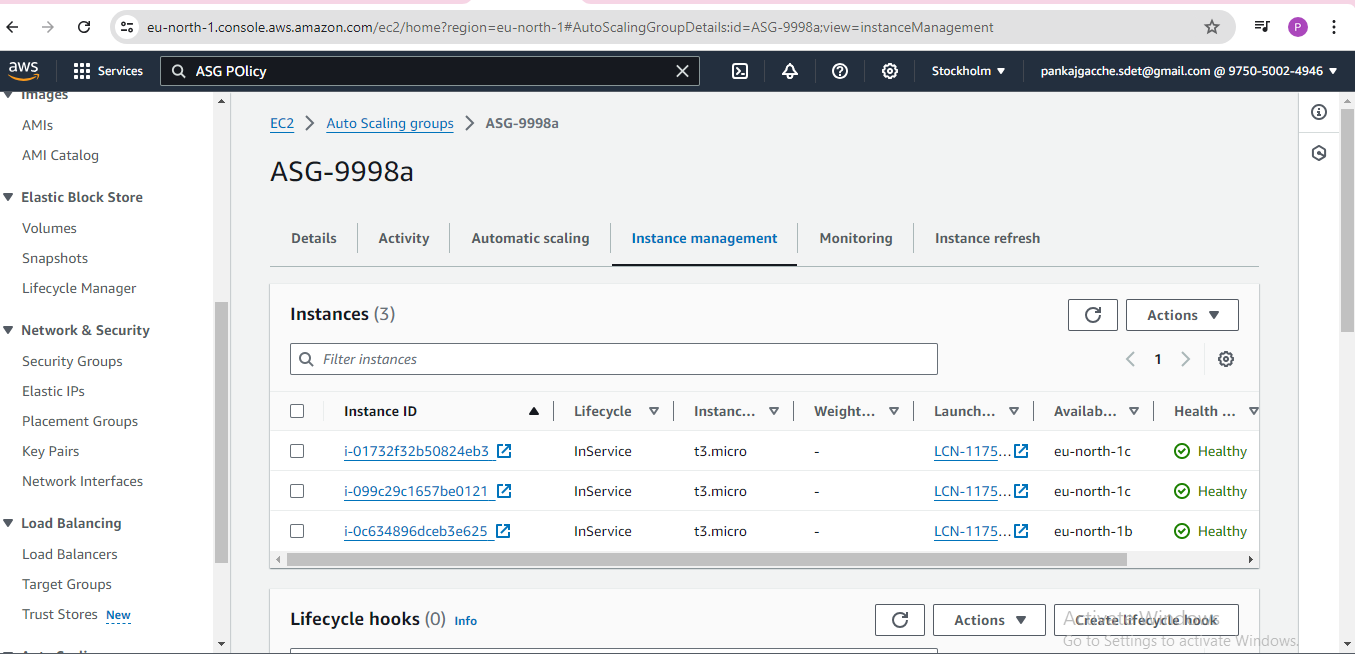 eu-north-1.console.aws.amazon.com/ec2/home?region=eu-north-1#AutoScalingGroupDetails:id=ASG-9998a;view=instanceManagement
P
aws Services ASG POlicy Stockholm pankajgacche.sdet@gmail.com @ 9750-5002-4946
Images
AMIs
AMI Catalog
Elastic Block Store
Volumes
Snapshots
Lifecycle Manager
Network & Security
Security Groups
Elastic IPs
Placement Groups
Key Pairs
Network Interfaces
Load Balancing
Load Balancers
Target Groups
Trust Stores New
EC2 Auto Scaling groups ASG-9998a
ASG-9998a
Details Activity Automatic scaling Instance management Monitoring Instance refresh
Instances (3) Actions
Filter instances 1
Instance ID Lifecycle Instanc... Weight... Launch... Availab... Health ...
i-01732f32b50824eb3 InService t3.micro - LCN-1175... eu-north-1c Healthy
i-099c29c1657be0121 InService t3.micro - LCN-1175... eu-north-1c Healthy
i-0c634896dceb3e625 InService t3.micro - LCN-1175... eu-north-1b Healthy
Lifecycle hooks (0) Info Actions Create lifecycle hook
Activate Windows
Go to Settings to activate Windows.